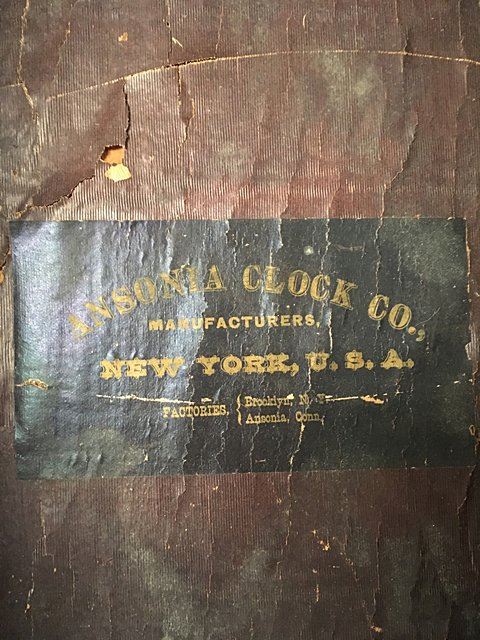 ANSONIA CLOCK CO.,
MANUFACTURERS,
NEW YORK, U.S.A.
FACTORIES, { Brooklyn, N. Y.
Ansonia, Conn.